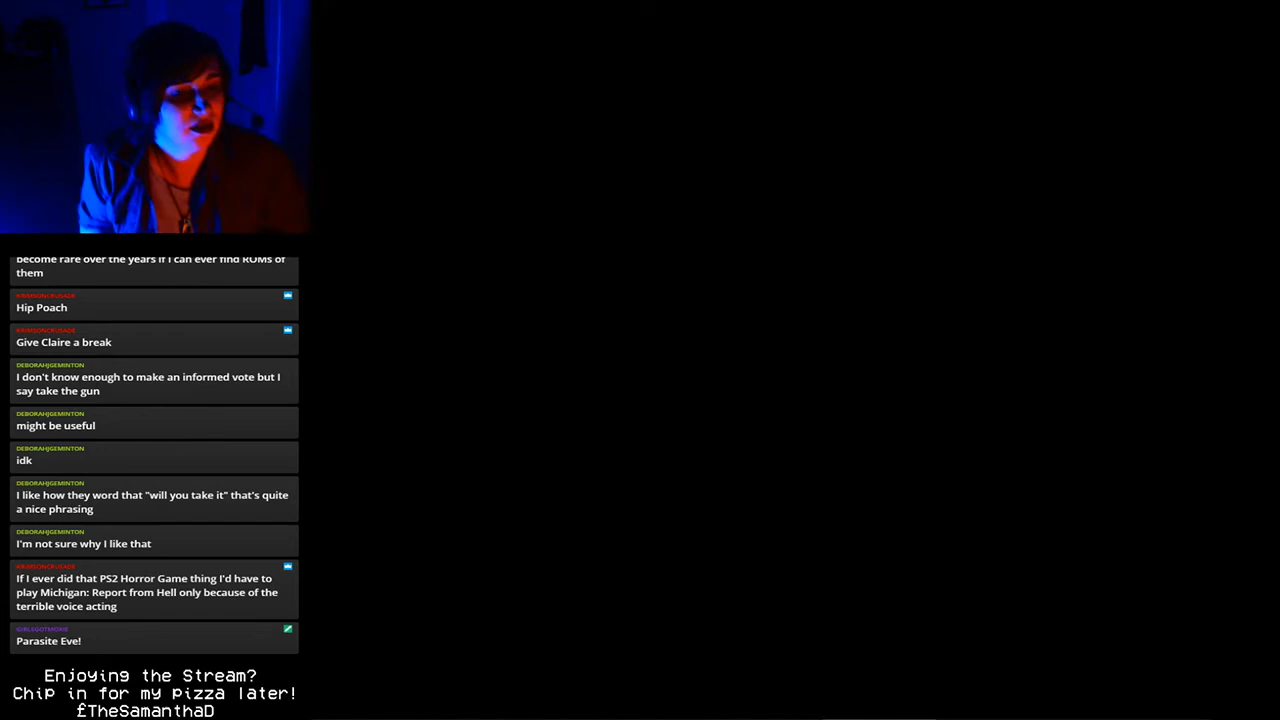 become rare over the years if I can ever find ROMs of
them
KRIMSONCRUSADE
Hip Poach
KRIMSONCRUSADE
Give Claire a break
DEBORAHJGEMINTON
I don't know enough to make an informed vote but I
say take the gun
DEBORAHJGEMINTON
might be useful
DEBORAHJGEMINTON
idk
DEBORAHJGEMINTON
I like how they word that "will you take it" that's quite
a nice phrasing
DEBORAHJGEMINTON
I'm not sure why I like that
KRIMSONCRUSADE
If I ever did that PS2 Horror Game thing I'd have to
play Michigan: Report from Hell only because of the
terrible voice acting
GIRLSGOTMOXIE
Parasite Eve!
Enjoying the Stream?
Chip in for my pizza later!
£TheSamanthaD